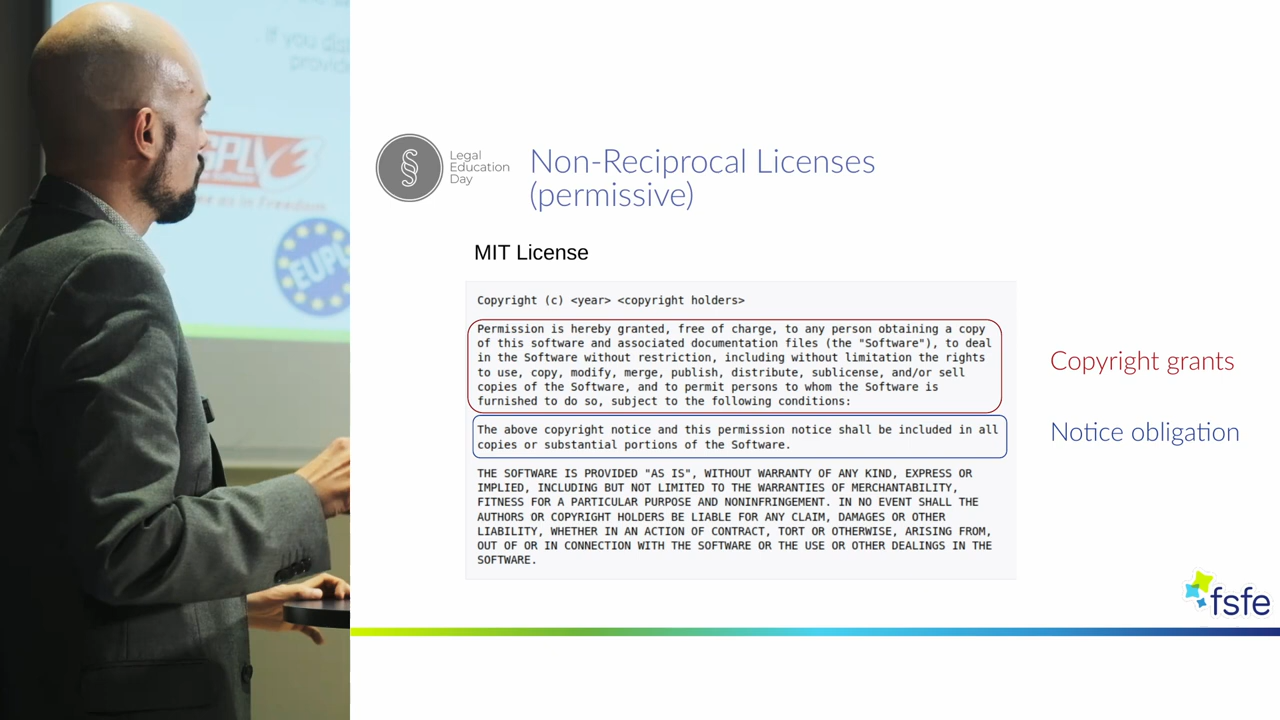 If you dis
provide
GPLv3
EUPL
Legal
Education
Day
Non-Reciprocal Licenses
(permissive)
MIT License
Copyright (c) <year> <copyright holders>
Permission is hereby granted, free of charge, to any person obtaining a copy
of this software and associated documentation files (the "Software"), to deal
in the Software without restriction, including without limitation the rights
to use, copy, modify, merge, publish, distribute, sublicense, and/or sell
copies of the Software, and to permit persons to whom the Software is
furnished to do so, subject to the following conditions:
The above copyright notice and this permission notice shall be included in all
copies or substantial portions of the Software.
THE SOFTWARE IS PROVIDED "AS IS", WITHOUT WARRANTY OF ANY KIND, EXPRESS OR
IMPLIED, INCLUDING BUT NOT LIMITED TO THE WARRANTIES OF MERCHANTABILITY,
FITNESS FOR A PARTICULAR PURPOSE AND NONINFRINGEMENT. IN NO EVENT SHALL THE
AUTHORS OR COPYRIGHT HOLDERS BE LIABLE FOR ANY CLAIM, DAMAGES OR OTHER
LIABILITY, WHETHER IN AN ACTION OF CONTRACT, TORT OR OTHERWISE, ARISING FROM,
OUT OF OR IN CONNECTION WITH THE SOFTWARE OR THE USE OR OTHER DEALINGS IN THE
SOFTWARE.
Copyright grants
Notice obligation
fsfe